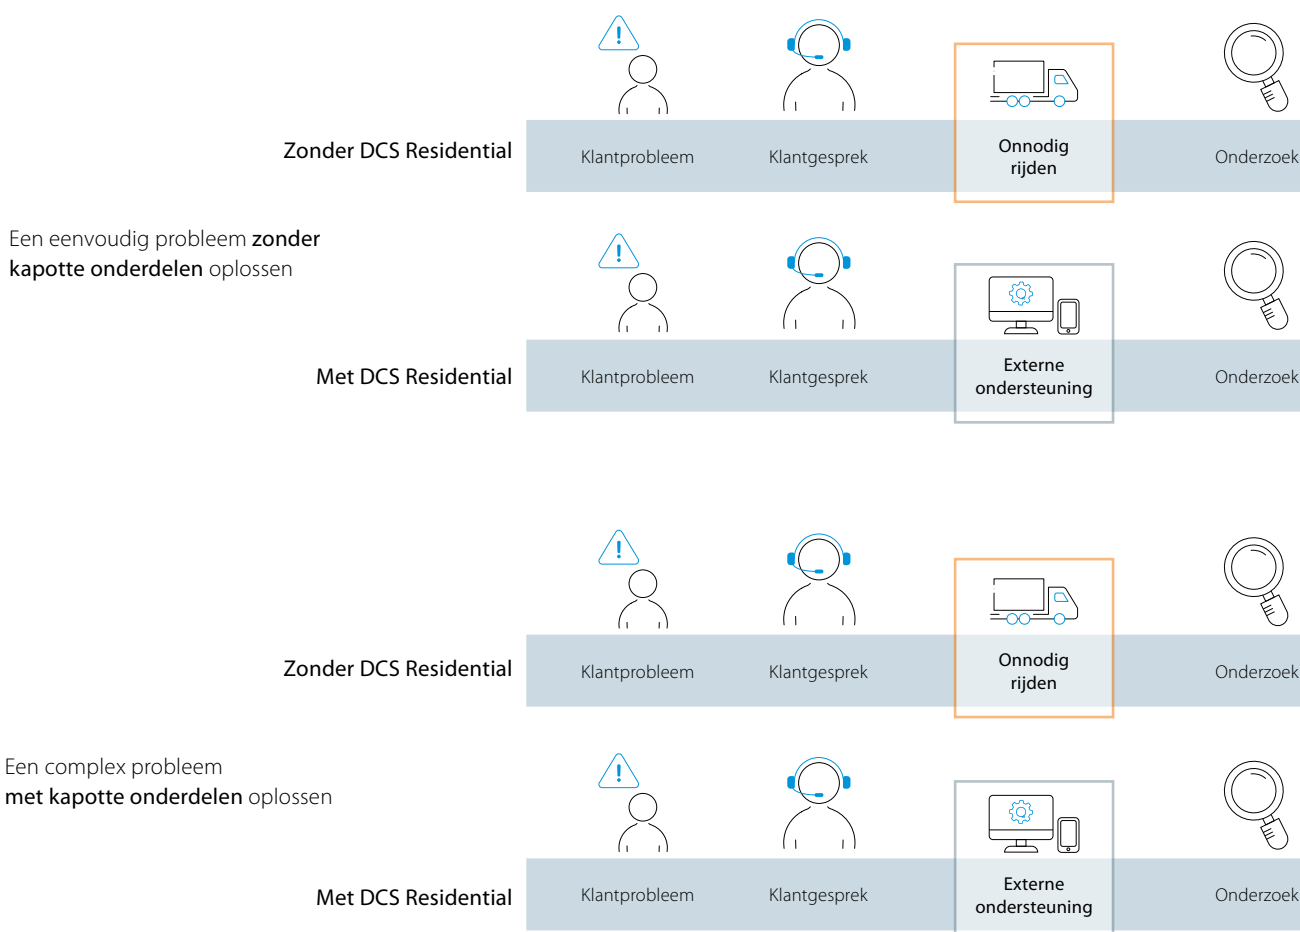 Zonder DCS Residential
Klantprobleem
Klantgesprek
Onnodig
rijden
Onderzoek
Een eenvoudig probleem zonder
kapotte onderdelen oplossen
Met DCS Residential
Klantprobleem
Klantgesprek
Externe
ondersteuning
Onderzoek
Zonder DCS Residential
Klantprobleem
Klantgesprek
Onnodig
rijden
Onderzoek
Een complex probleem
met kapotte onderdelen oplossen
Met DCS Residential
Klantprobleem
Klantgesprek
Externe
ondersteuning
Onderzoek